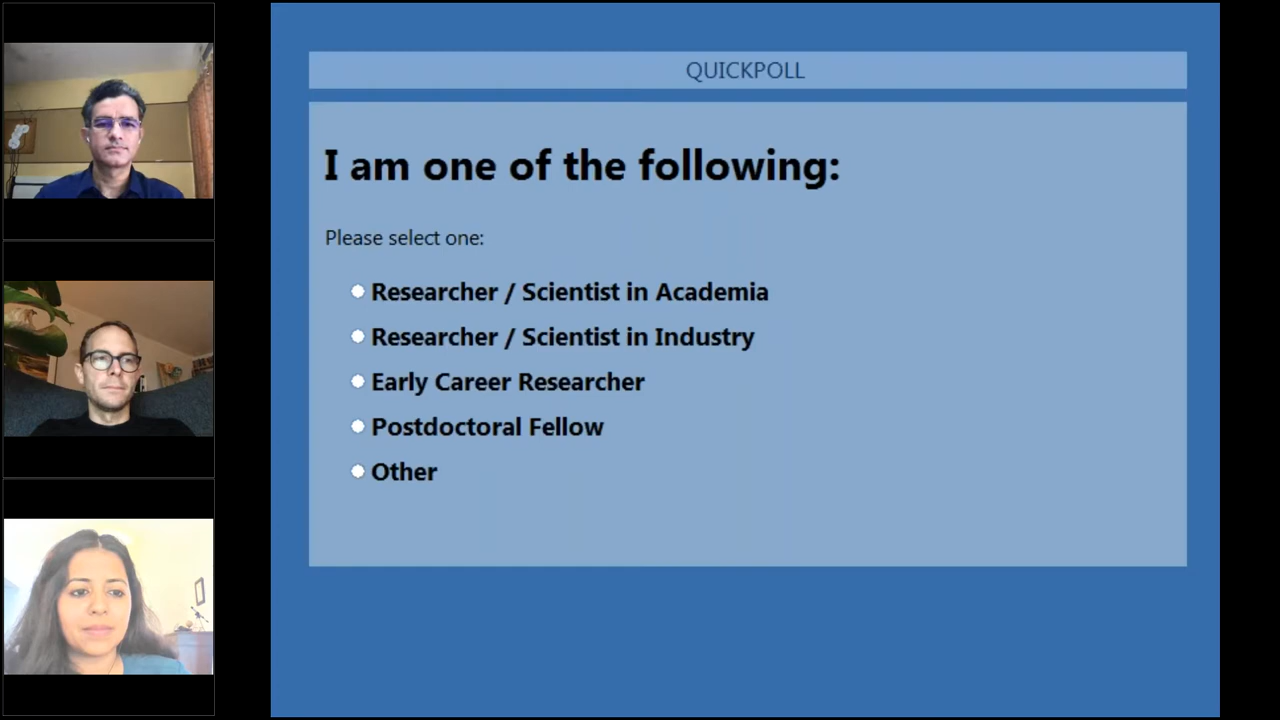 QUICKPOLL
I am one of the following:
Please select one:
Researcher / Scientist in Academia
Researcher / Scientist in Industry
Early Career Researcher
Postdoctoral Fellow
Other